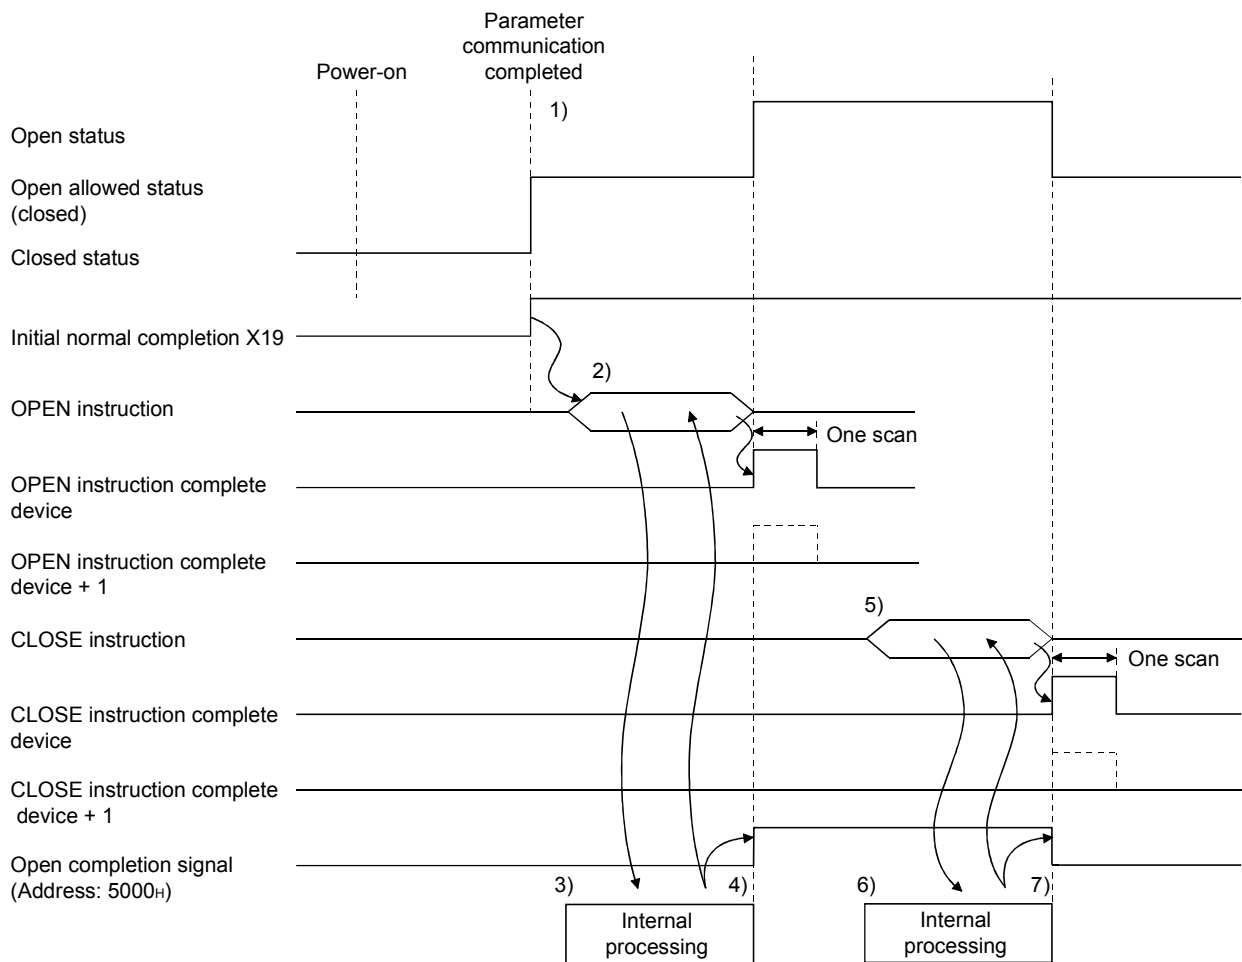 Parameter
communication
completed
Power-on
1)
Open status
Open allowed status
(closed)
Closed status
Initial normal completion X19
2)
OPEN instruction
One scan
OPEN instruction complete
device
OPEN instruction complete
device + 1
5)
CLOSE instruction
One scan
CLOSE instruction complete
device
CLOSE instruction complete
device + 1
Open completion signal
(Address: 5000H)
3)
4)
6)
7)
Internal
processing
Internal
processing